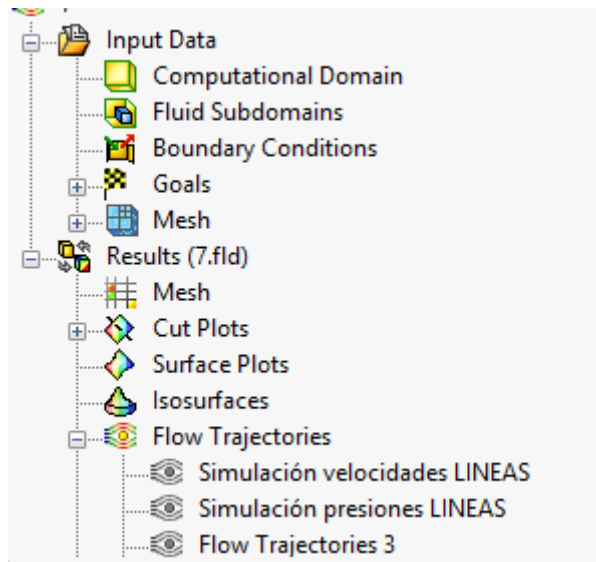 Input Data
Computational Domain
Fluid Subdomains
Boundary Conditions
Goals
Mesh
Results (7.fld)
Mesh
Cut Plots
Surface Plots
Isosurfaces
Flow Trajectories
Simulación velocidades LINEAS
Simulación presiones LINEAS
Flow Trajectories 3